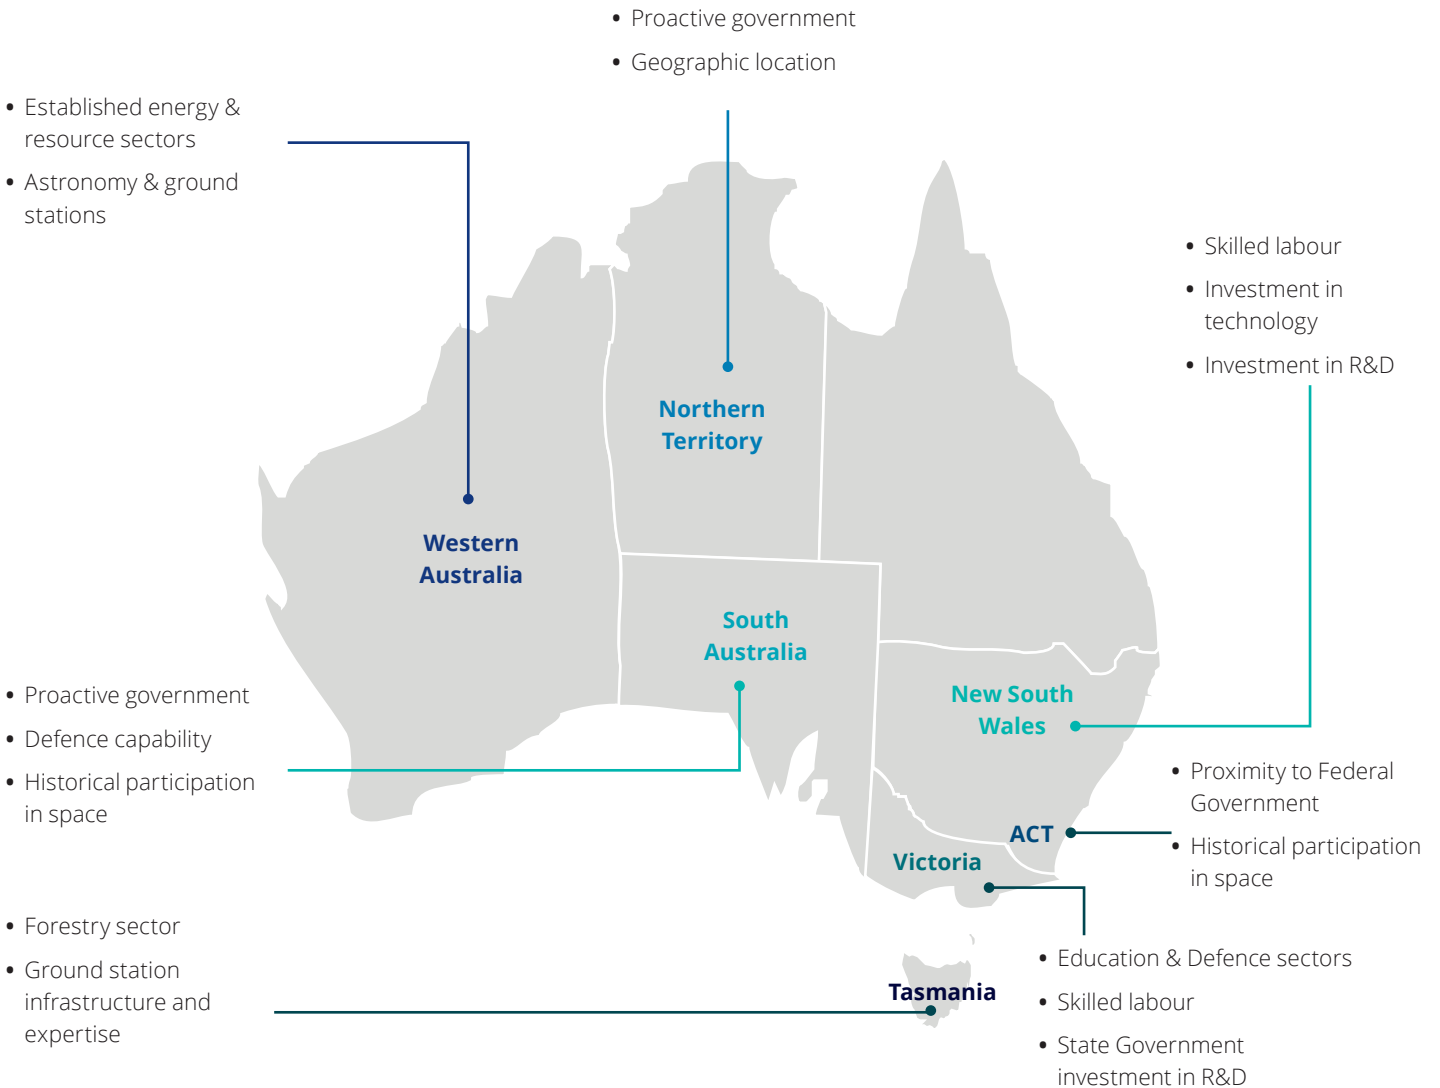 • Proactive government
• Geographic location
• Established energy &
resource sectors
• Astronomy & ground
stations
• Skilled labour
• Investment in
technology
• Investment in R&D
Northern
Territory
Western
Australia
South
Australia
New South
Wales
• Proactive government
• Defence capability
• Historical participation
in space
• Proximity to Federal
Government
• Historical participation
in space
ACT
Victoria
• Forestry sector
• Ground station
infrastructure and
expertise
Tasmania
• Education & Defence sectors
• Skilled labour
• State Government
investment in R&D